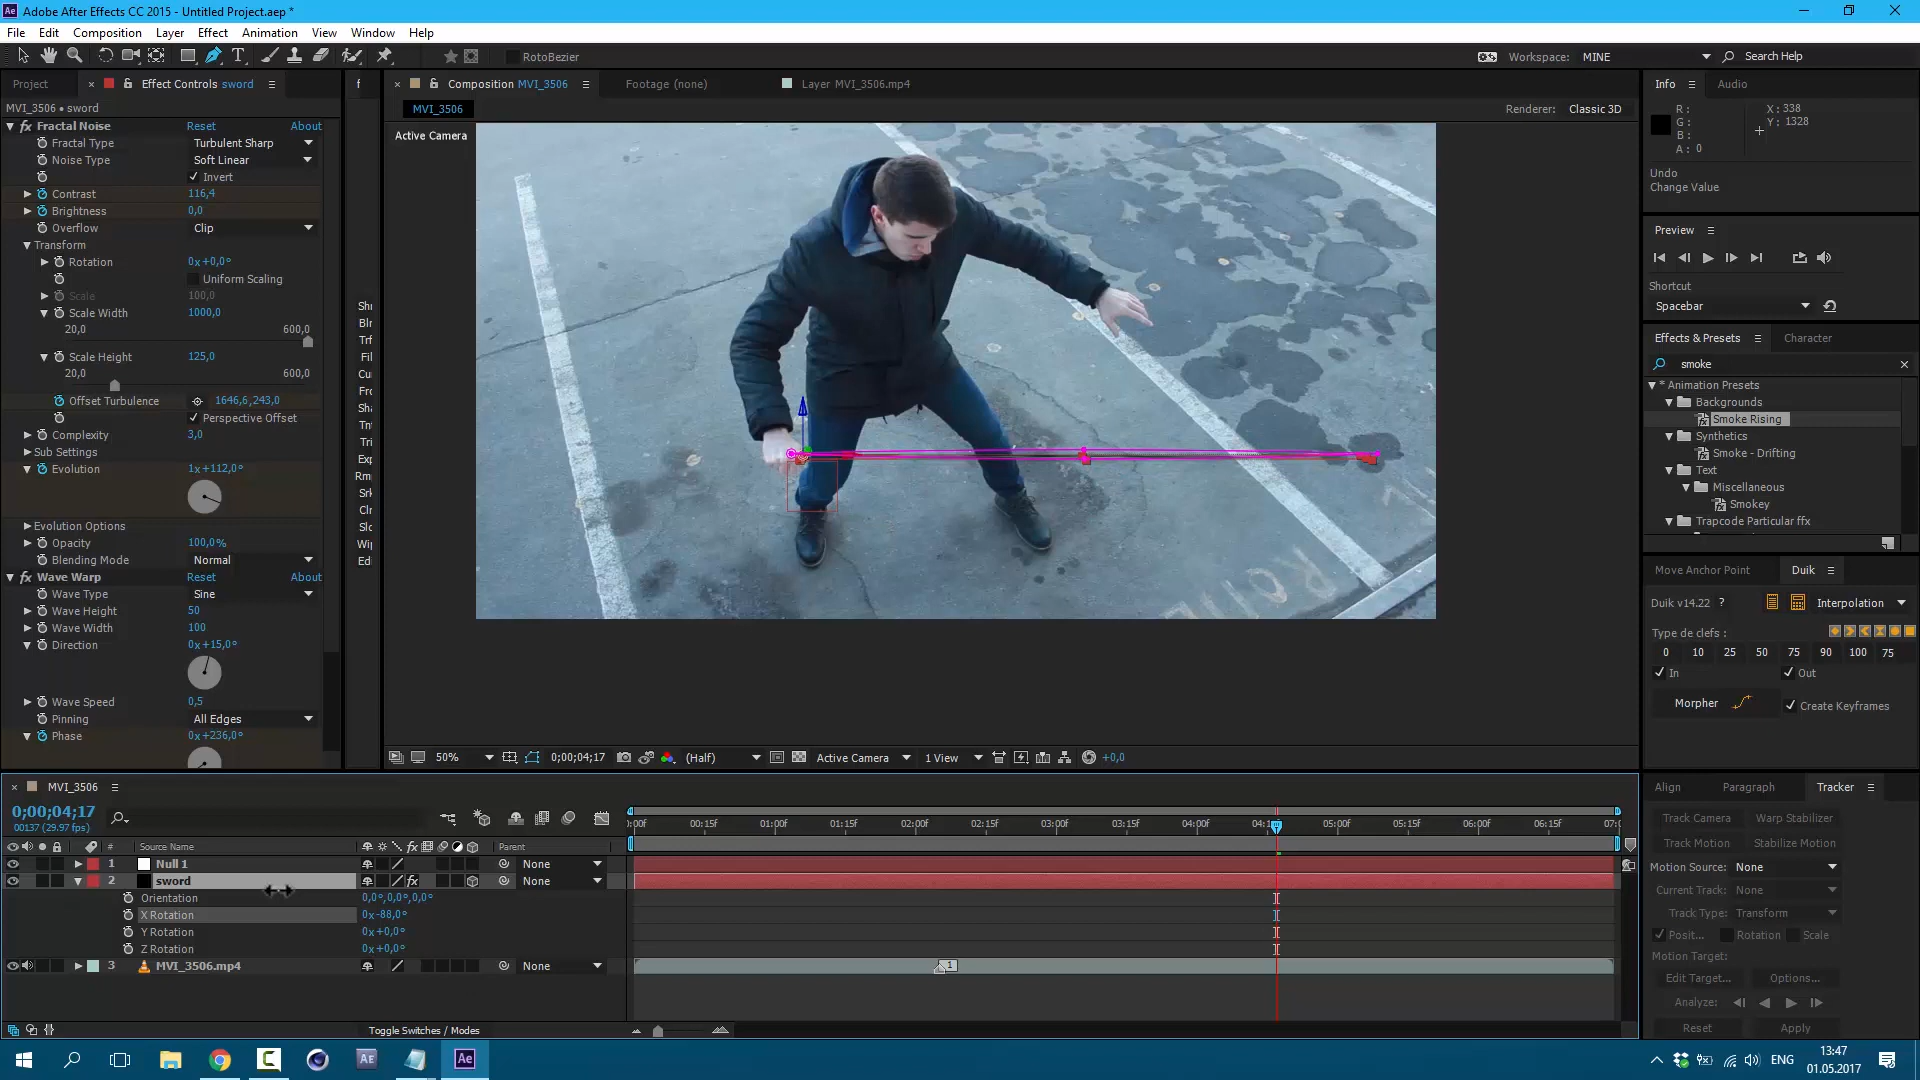 Adobe After Effects CC 2015 - Untitled Project.aep *
File Edit Composition Layer Effect Animation View Window Help
RotoBezier
Workspace: MINE
Search Help
Project
Effect Controls sword
MVI_3506 • sword
Fractal Noise Reset About
Fractal Type Turbulent Sharp
Noise Type Soft Linear
Invert
Contrast 116,4
Brightness 0,0
Overflow Clip
Transform
Rotation 0x+0,0°
Uniform Scaling
Scale 100,0
Scale Width 1000,0
20,0 600,0
Scale Height 125,0
20,0 600,0
Offset Turbulence 1646,6,243,0
Perspective Offset
Complexity 3,0
Sub Settings
Evolution 1x+112,0°
Evolution Options
Opacity 100,0%
Blending Mode Normal
Wave Warp Reset About
Wave Type Sine
Wave Height 50
Wave Width 100
Direction 0x+15,0°
Wave Speed 0,5
Pinning All Edges
Phase 0x+236,0°
f
Shr
Blr
Trf
Fil
Cu
Fro
Sha
Tnt
Tri
Exp
Rm
Srk
Clr
Slo
Wip
Edi
Composition MVI_3506
Footage (none)
Layer MVI_3506.mp4
MVI_3506
Renderer: Classic 3D
Active Camera
50% 0;00;04;17 (Half) Active Camera 1 View +0,0
Info Audio
R :
G :
B :
A : 0
X : 338
Y : 1328
Undo
Change Value
Preview
Shortcut
Spacebar
Effects & Presets Character
smoke
* Animation Presets
Backgrounds
Smoke Rising
Synthetics
Smoke - Drifting
Text
Miscellaneous
Smokey
Trapcode Particular ffx
Move Anchor Point Duik
Duik v14.22 ? Interpolation
Type de clefs :
0 10 25 50 75 90 100 75
In Out
Morpher Create Keyframes
MVI_3506
0;00;04;17
00137 (29.97 fps)
# Source Name Parent
1 Null 1 None
2 sword None
Orientation 0,0°,0,0°,0,0°
X Rotation 0x-88,0°
Y Rotation 0x+0,0°
Z Rotation 0x+0,0°
3 MVI_3506.mp4 None
):00f 00:15f 01:00f 01:15f 02:00f 02:15f 03:00f 03:15f 04:00f 04:1 05:00f 05:15f 06:00f 06:15f 07:0
1
Toggle Switches / Modes
Align Paragraph Tracker
Track Camera Warp Stabilizer
Track Motion Stabilize Motion
Motion Source: None
Current Track: None
Track Type: Transform
Posit... Rotation Scale
Motion Target:
Edit Target... Options...
Analyze:
Reset Apply
ENG
13:47
01.05.2017